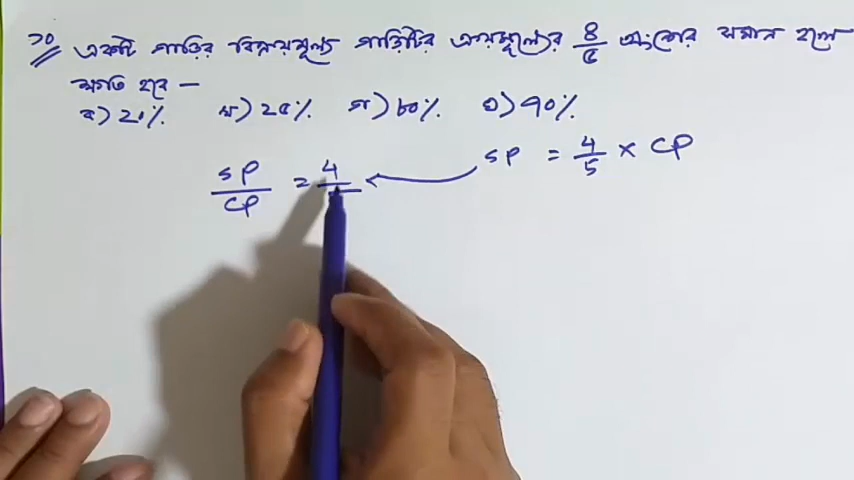 ১০ একটি গাড়ির বিক্রয়মূল্য গাড়িটির ক্রয়মূল্যের ৪/৫ অংশের সমান হলে
ক্ষতি হবে —
ক) ২০% খ) ২৫% গ) ৮০% ঘ) ৭০%
SP = 4/5 × CP
SP/CP = 4/